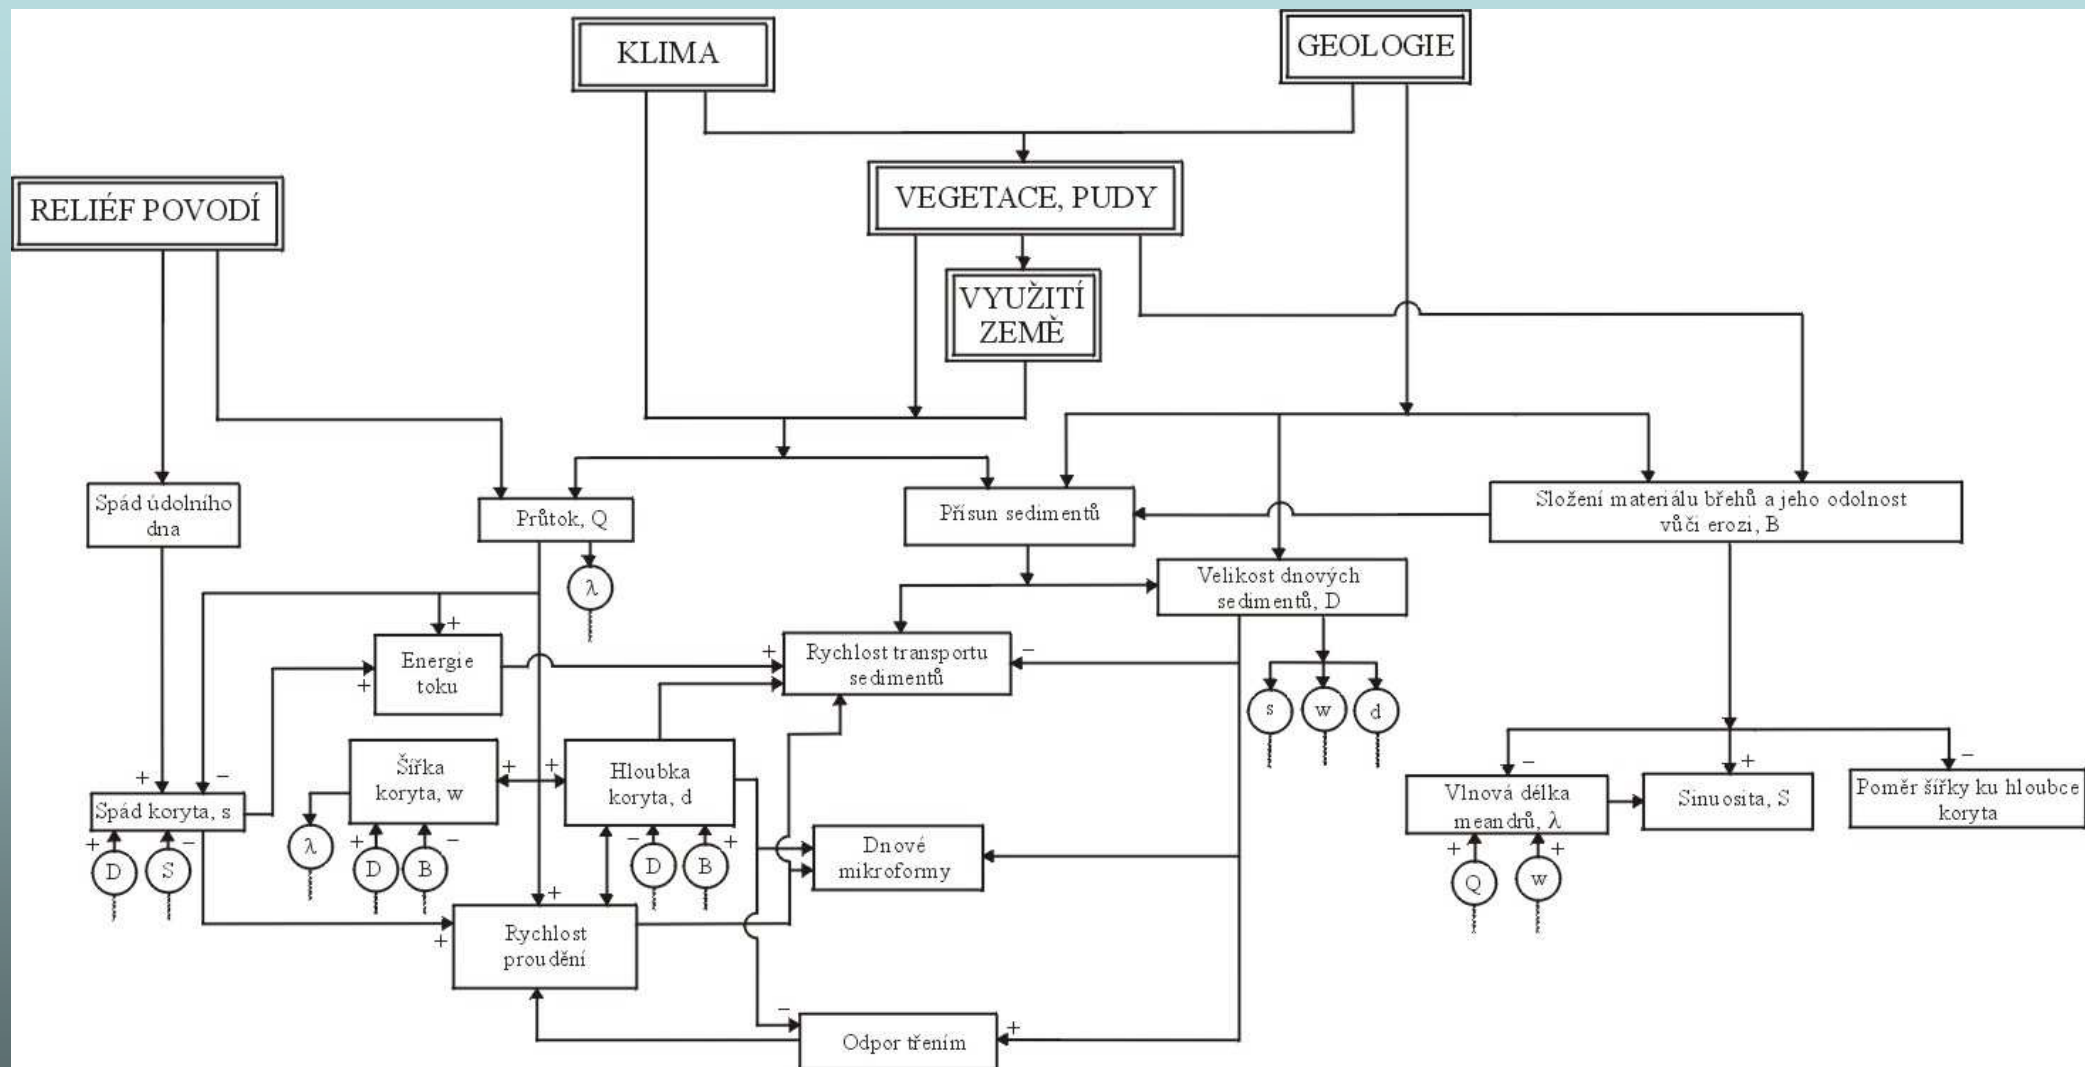 KLIMA
GEOLOGIE
VEGETACE, PUDY
RELIÉF POVODÍ
VYUŽITÍ
ZEMĚ
Spád údolního
dna
Průtok, Q
Přísun sedimentů
Složení materiálu břehů a jeho odolnost
vůči erozi, B
λ
Velikost dnových
sedimentů, D
+
Energie
toku
+
+
Rychlost transportu
sedimentů
-
s
w
d
+
-
Spád koryta, s
+
D
-
S
Šířka
koryta, w
+
+
λ
+
D
-
B
Hloubka
koryta, d
-
D
+
B
Dnové
mikroformy
-
+
-
Vlnová délka
meandrů, λ
Sinuosita, S
Poměr šířky ku hloubce
koryta
+
Q
+
w
+
+
Rychlost
proudění
-
+
Odpor třením